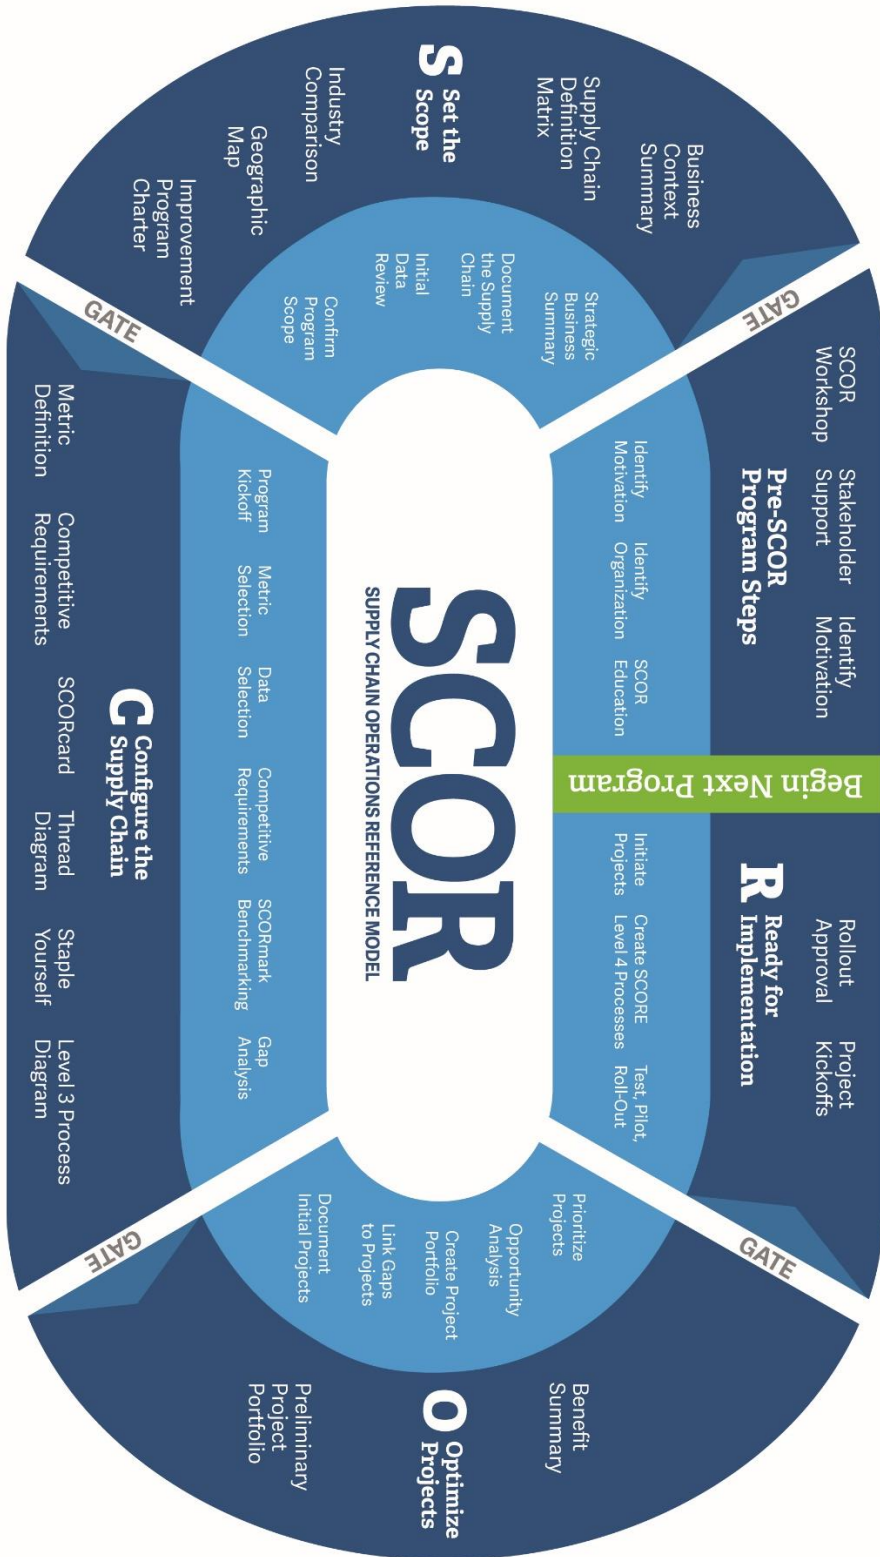 Pre-SCOR
Program Steps
SCOR
Workshop
Stakeholder
Support
Identify
Motivation
Identify
Motivation
Identify
Organization
SCOR
Education
Begin Next Program
R Ready for
Implementation
Rollout
Approval
Project
Kickoffs
Initiate
Projects
Create SCORE
Level 4 Processes
Test, Pilot,
Roll-Out
GATE
S Set the
Scope
Business
Context
Summary
Supply Chain
Definition
Matrix
Industry
Comparison
Geographic
Map
Improvement
Program
Charter
Strategic
Business
Summary
Document
the Supply
Chain
Initial
Data
Review
Confirm
Program
Scope
GATE
SCOR
SUPPLY CHAIN OPERATIONS REFERENCE MODEL
Program
Kickoff
Metric
Selection
Data
Selection
Competitive
Requirements
SCORmark
Benchmarking
Gap
Analysis
C Configure the
Supply Chain
Metric
Definition
Competitive
Requirements
SCORcard
Thread
Diagram
Staple
Yourself
Level 3 Process
Diagram
GATE
Prioritize
Projects
Opportunity
Analysis
Create Project
Portfolio
Link Gaps
to Projects
Document
Initial Projects
O Optimize
Projects
Benefit
Summary
Preliminary
Project
Portfolio
GATE